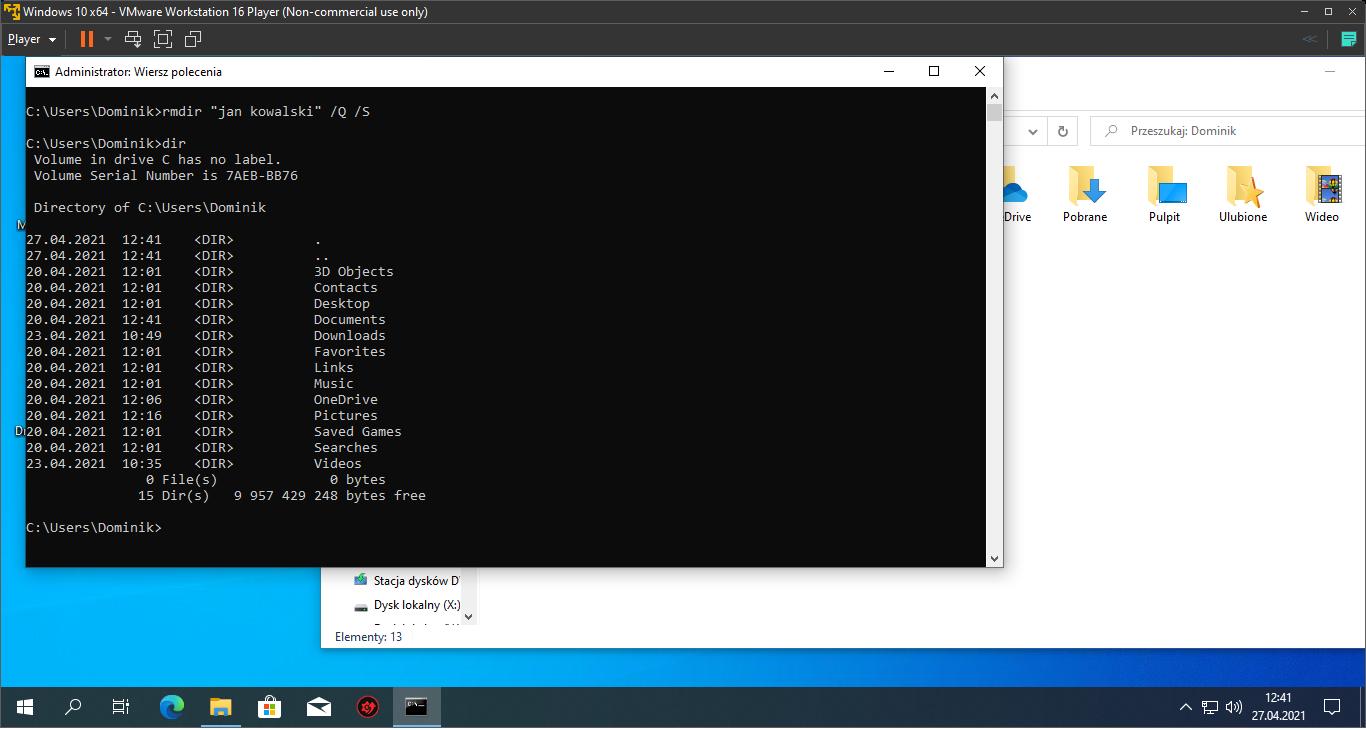 Windows 10 x64 - VMware Workstation 16 Player (Non-commercial use only)
Player
Administrator: Wiersz polecenia
C:\Users\Dominik>rmdir "jan kowalski" /Q /S
C:\Users\Dominik>dir
Volume in drive C has no label.
Volume Serial Number is 7AEB-BB76
Directory of C:\Users\Dominik
27.04.2021 12:41 <DIR> .
27.04.2021 12:41 <DIR> ..
20.04.2021 12:01 <DIR> 3D Objects
20.04.2021 12:01 <DIR> Contacts
20.04.2021 12:01 <DIR> Desktop
20.04.2021 12:41 <DIR> Documents
23.04.2021 10:49 <DIR> Downloads
20.04.2021 12:01 <DIR> Favorites
20.04.2021 12:01 <DIR> Links
20.04.2021 12:01 <DIR> Music
20.04.2021 12:06 <DIR> OneDrive
20.04.2021 12:16 <DIR> Pictures
20.04.2021 12:01 <DIR> Saved Games
20.04.2021 12:01 <DIR> Searches
23.04.2021 10:35 <DIR> Videos
0 File(s) 0 bytes
15 Dir(s) 9 957 429 248 bytes free
C:\Users\Dominik>
Przeszukaj: Dominik
Drive
Pobrane
Pulpit
Ulubione
Wideo
Stacja dysków D
Dysk lokalny (X:)
Elementy: 13
12:41
27.04.2021